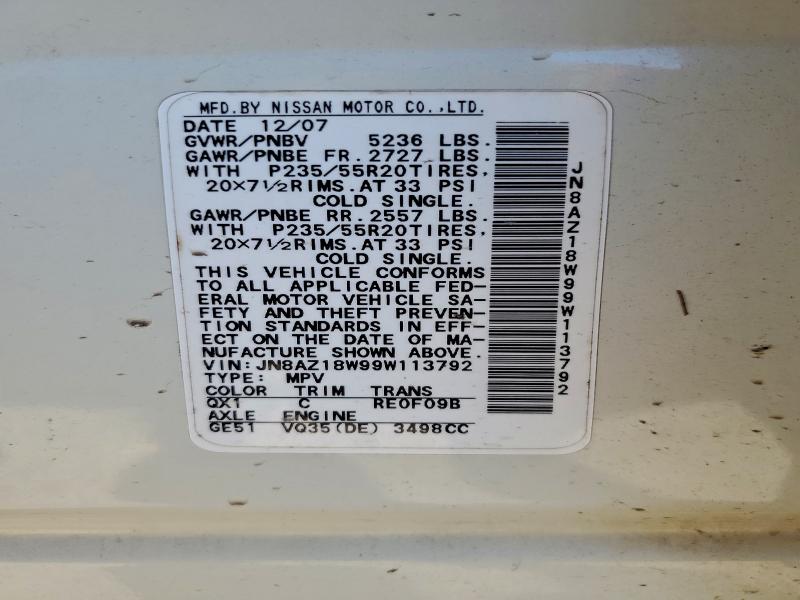 MFD.BY NISSAN MOTOR CO.,LTD.
DATE 12/07
GVWR/PNBV 5236 LBS.
GAWR/PNBE FR.2727 LBS.
WITH P235/55R20TIRES,
20×7½RIMS.AT 33 PSI
COLD SINGLE.
GAWR/PNBE RR.2557 LBS.
WITH P235/55R20TIRES,
20×7½RIMS.AT 33 PSI
COLD SINGLE.
THIS VEHICLE CONFORMS
TO ALL APPLICABLE FED-
ERAL MOTOR VEHICLE SA-
FETY AND THEFT PREVEN-
TION STANDARDS IN EFF-
ECT ON THE DATE OF MA-
NUFACTURE SHOWN ABOVE.
VIN:JN8AZ18W99W113792
TYPE: MPV
COLOR TRIM TRANS
QX1 C RE0F09B
AXLE ENGINE
GE51 VQ35(DE) 3498CC
JN8AZ18W99W113792